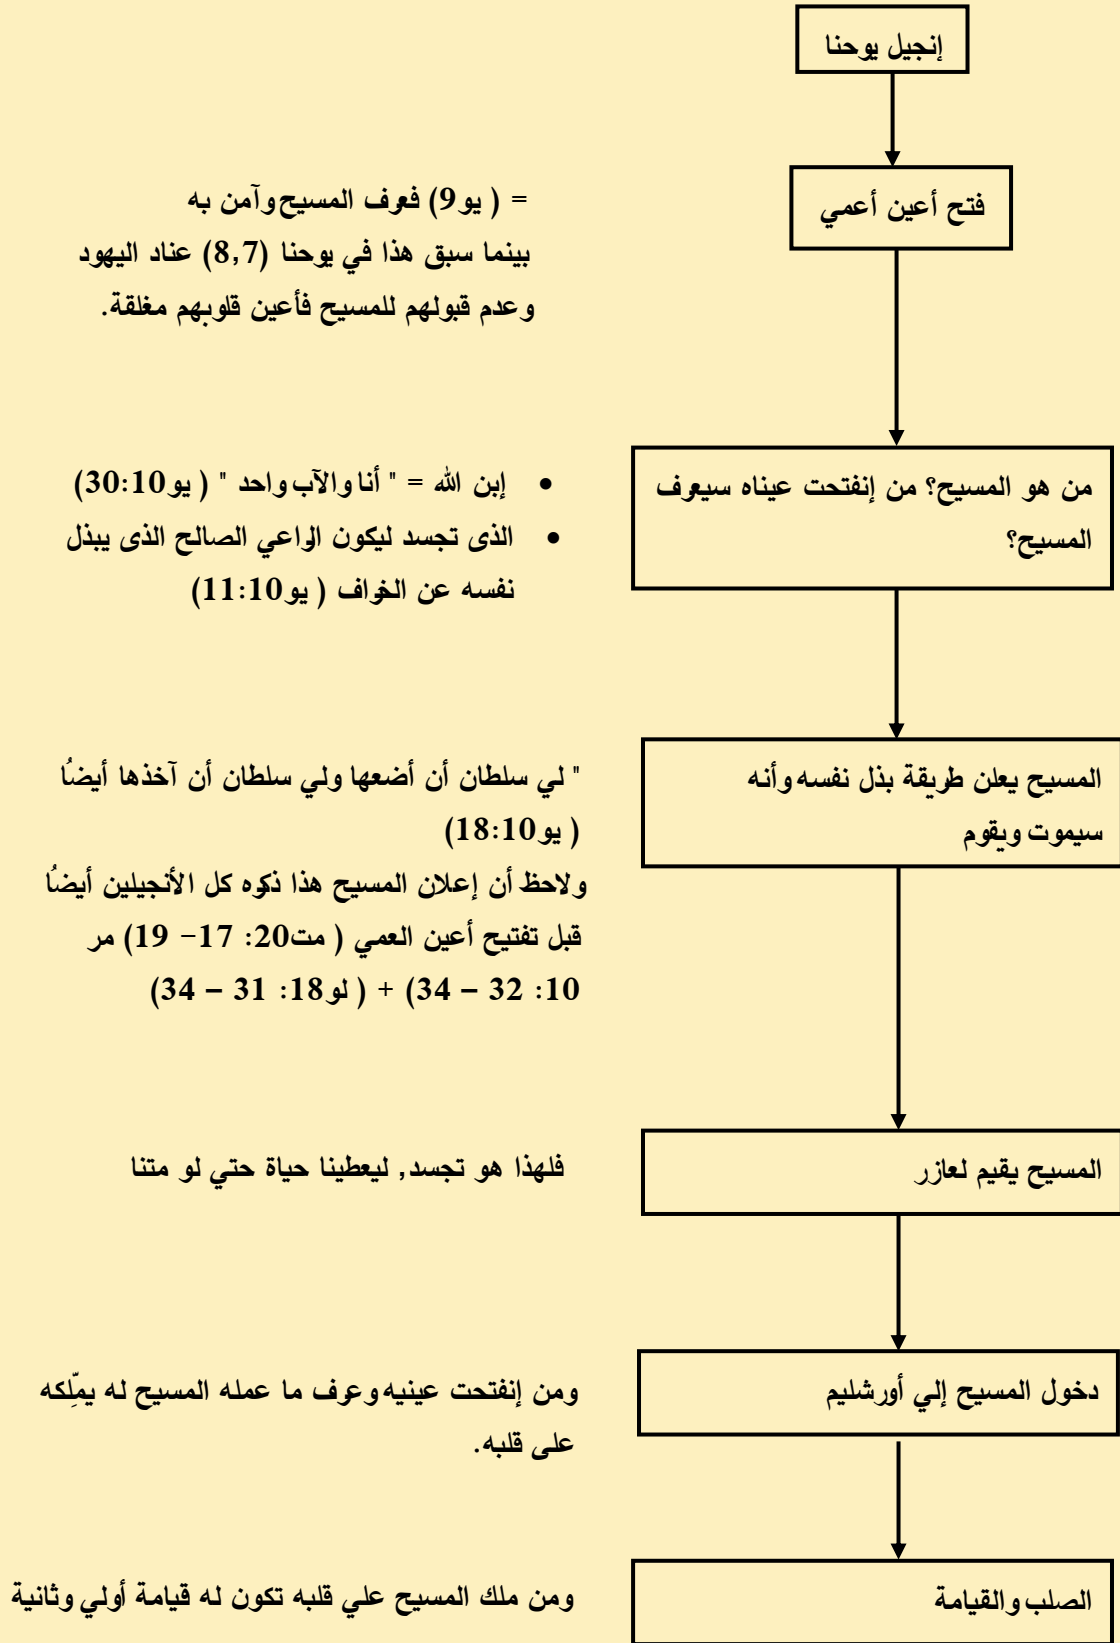 إنجيل يوحنا
فتح أعين أعمي
= ( يو9) فعرف المسيح وآمن به
بينما سبق هذا في يوحنا (8,7) عناد اليهود
وعدم قبولهم للمسيح فأعين قلوبهم مغلقة.
من هو المسيح؟ من إنفتحت عيناه سيعرف
المسيح؟
• إبن الله = " أنا والآب واحد " ( يو30:10)
• الذى تجسد ليكون الراعي الصالح الذى يبذل
نفسه عن الخراف ( يو11:10)
المسيح يعلن طريقة بذل نفسه وأنه
سيموت ويقوم
" لي سلطان أن أضعها ولي سلطان أن آخذها أيضاُ
( يو18:10)
ولاحظ أن إعلان المسيح هذا ذكره كل الأنجيلين أيضاُ
قبل تفتيح أعين العمي ( مت20: 17– 19) مر
10: 32 – 34) + ( لو18: 31 – 34)
المسيح يقيم لعازر
فلهذا هو تجسد, ليعطينا حياة حتي لو متنا
دخول المسيح إلي أورشليم
ومن إنفتحت عينيه وعرف ما عمله المسيح له يملِّكه
على قلبه.
الصلب والقيامة
ومن ملك المسيح علي قلبه تكون له قيامة أولي وثانية